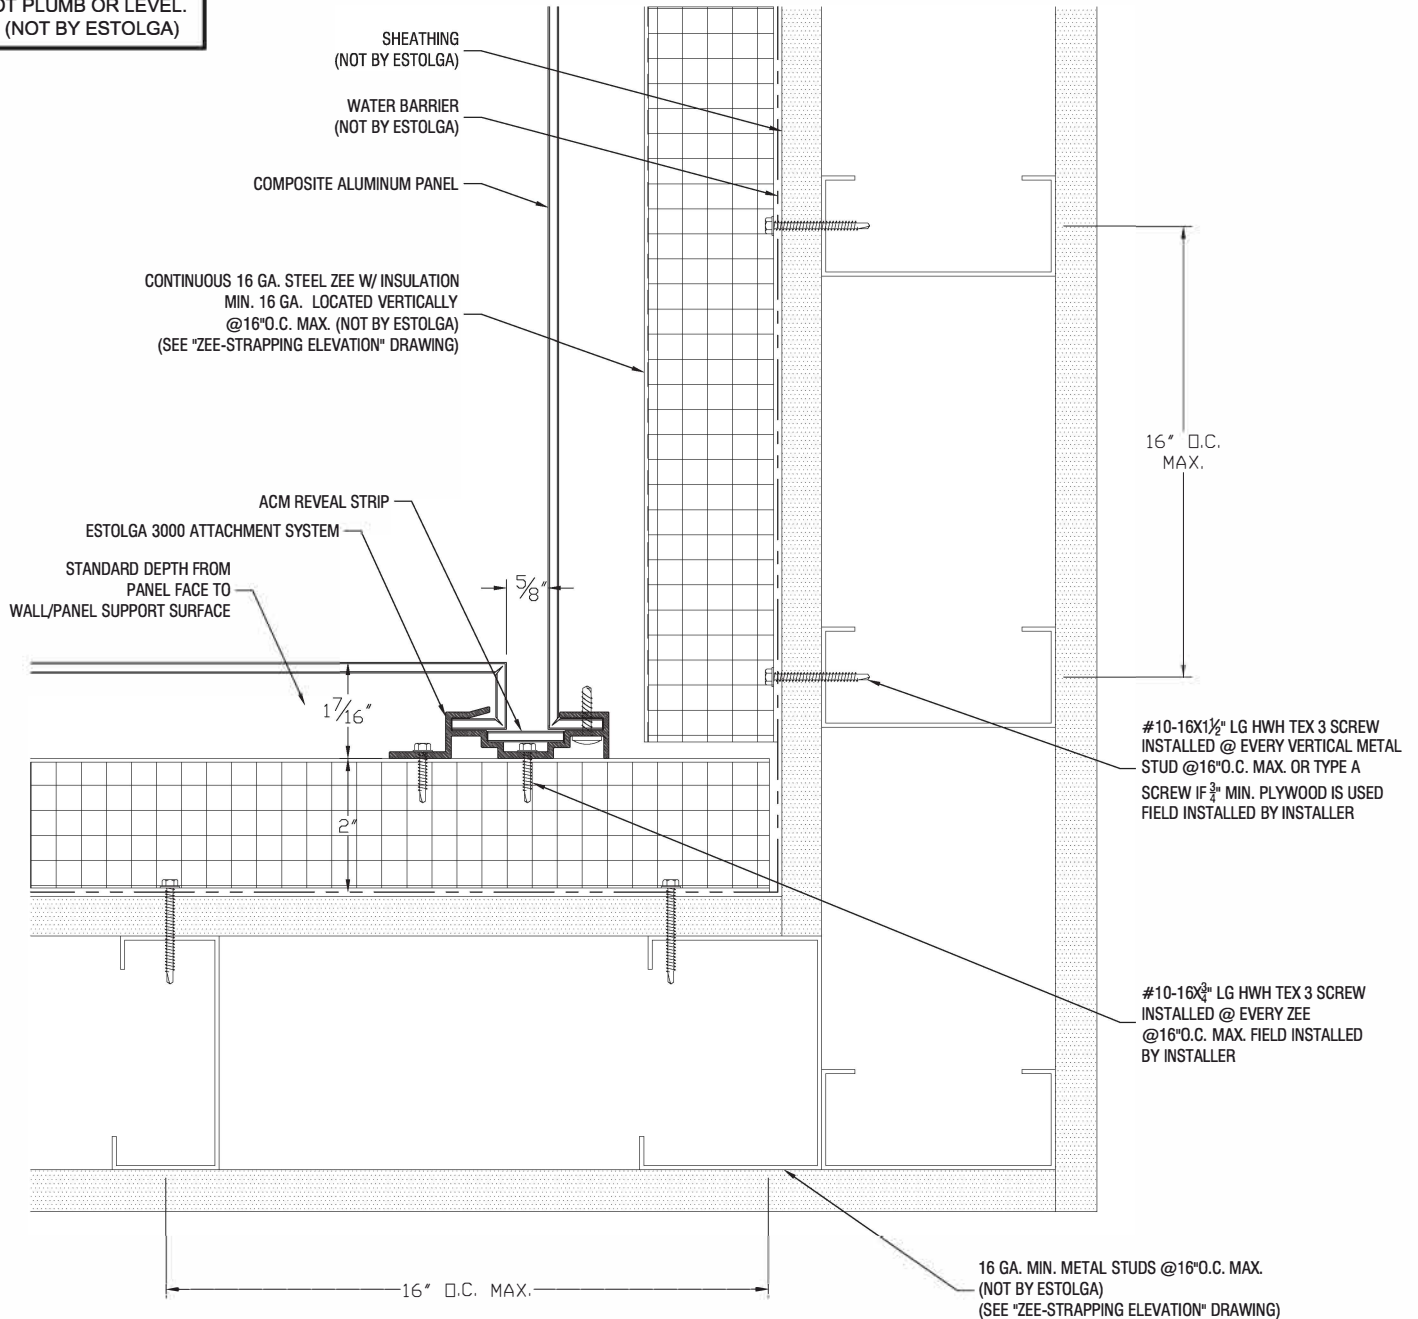 OT PLUMB OR LEVEL.
(NOT BY ESTOLGA)
SHEATHING
(NOT BY ESTOLGA)
WATER BARRIER
(NOT BY ESTOLGA)
COMPOSITE ALUMINUM PANEL
CONTINUOUS 16 GA. STEEL ZEE W/ INSULATION
MIN. 16 GA. LOCATED VERTICALLY
@16"O.C. MAX. (NOT BY ESTOLGA)
(SEE "ZEE-STRAPPING ELEVATION" DRAWING)
16" O.C.
MAX.
ACM REVEAL STRIP
ESTOLGA 3000 ATTACHMENT SYSTEM
STANDARD DEPTH FROM
PANEL FACE TO
WALL/PANEL SUPPORT SURFACE
5/8"
1 7/16"
2"
#10-16X1½" LG HWH TEX 3 SCREW
INSTALLED @ EVERY VERTICAL METAL
STUD @16"O.C. MAX. OR TYPE A
SCREW IF ¾" MIN. PLYWOOD IS USED
FIELD INSTALLED BY INSTALLER
#10-16X¾" LG HWH TEX 3 SCREW
INSTALLED @ EVERY ZEE
@16"O.C. MAX. FIELD INSTALLED
BY INSTALLER
16" O.C. MAX.
16 GA. MIN. METAL STUDS @16"O.C. MAX.
(NOT BY ESTOLGA)
(SEE "ZEE-STRAPPING ELEVATION" DRAWING)